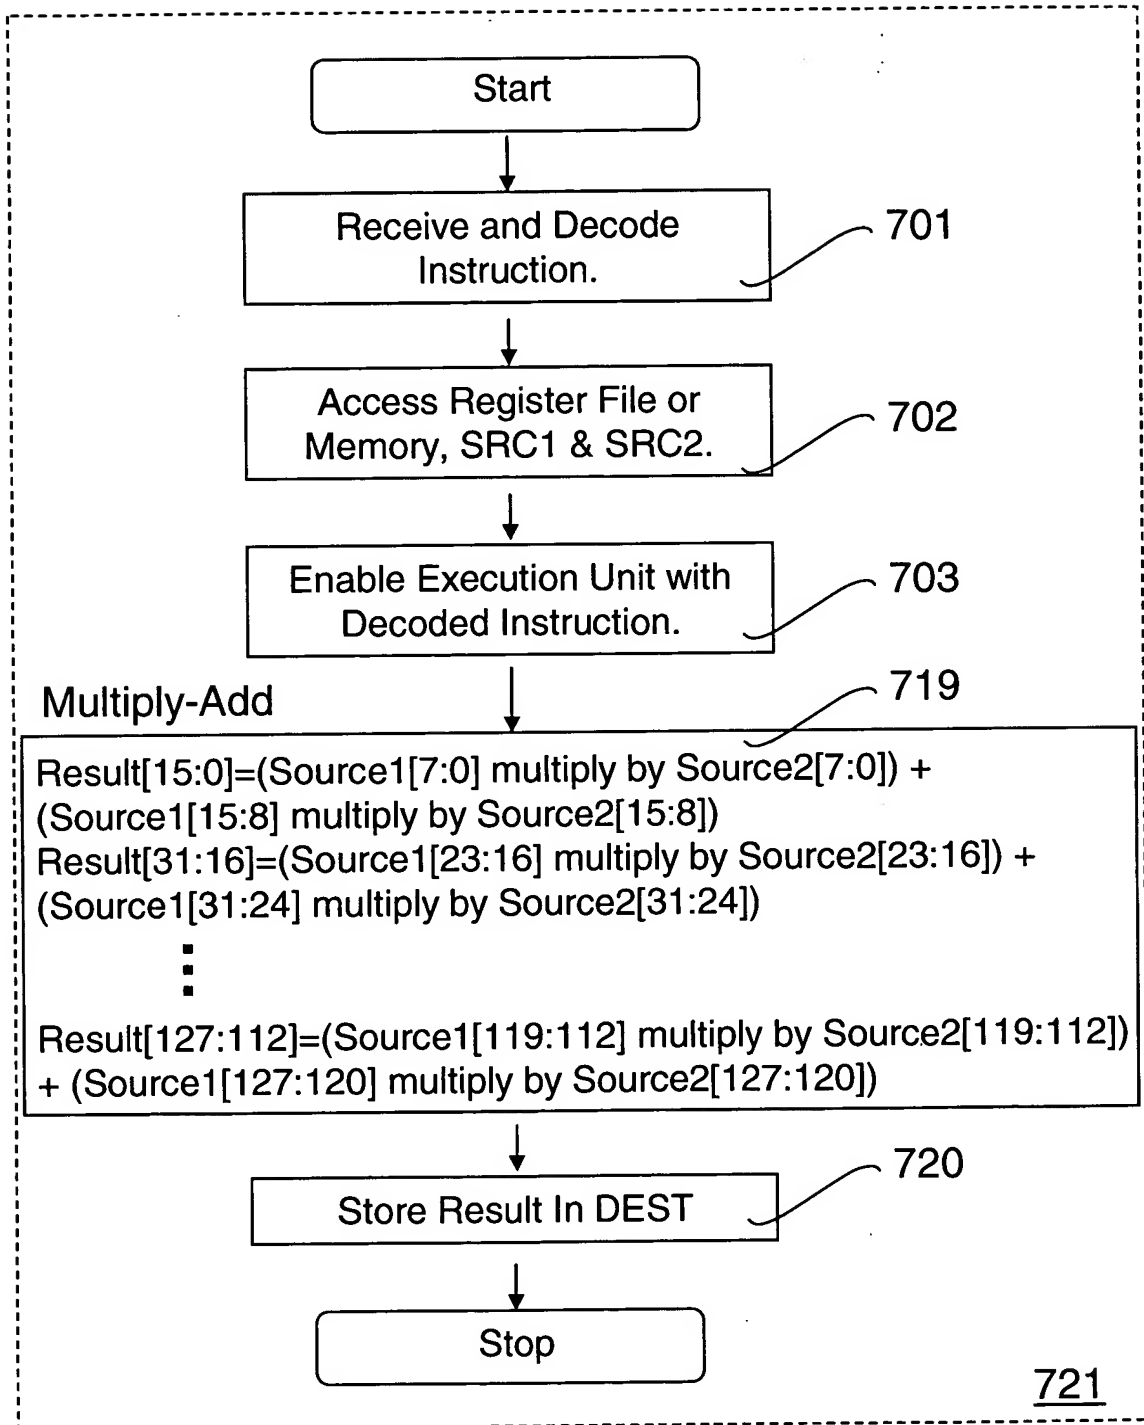 Start
Receive and Decode
Instruction.
701
Access Register File or
Memory, SRC1 & SRC2.
702
Enable Execution Unit with
Decoded Instruction.
703
Multiply-Add
719
Result[15:0]=(Source1[7:0] multiply by Source2[7:0]) +
(Source1[15:8] multiply by Source2[15:8])
Result[31:16]=(Source1[23:16] multiply by Source2[23:16]) +
(Source1[31:24] multiply by Source2[31:24])
Result[127:112]=(Source1[119:112] multiply by Source2[119:112])
+ (Source1[127:120] multiply by Source2[127:120])
Store Result In DEST
720
Stop
721